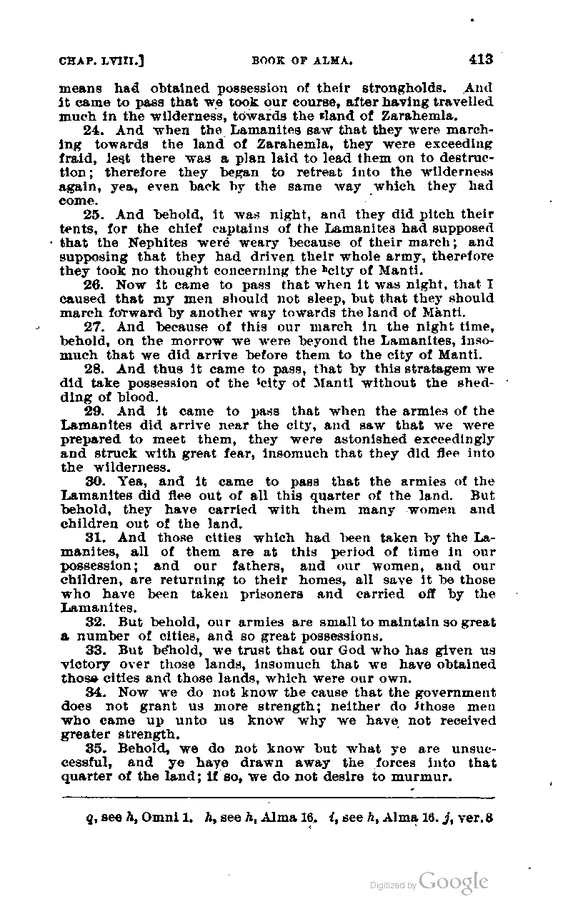 CHAP. LVIII.] BOOK OF ALMA. 413
means had obtained possession of their strongholds. And
it came to pass that we took our course, after having travelled
much in the wilderness, towards the gland of Zarahemla.
24. And when the Lamanites saw that they were march-
ing towards the land of Zarahemla, they were exceeding
fraid, lest there was a plan laid to lead them on to destruc-
tion; therefore they began to retreat into the wilderness
again, yea, even back by the same way which they had
come.
25. And behold, it was night, and they did pitch their
tents, for the chief captains of the Lamanites had supposed
that the Nephites were weary because of their march; and
supposing that they had driven their whole army, therefore
they took no thought concerning the hcity of Manti.
26. Now it came to pass that when it was night, that I
caused that my men should not sleep, but that they should
march forward by another way towards the land of Manti.
27. And because of this our march in the night time,
behold, on the morrow we were beyond the Lamanites, inso-
much that we did arrive before them to the city of Manti.
28. And thus it came to pass, that by this stratagem we
did take possession of the icity of Manti without the shed-
ding of blood.
29. And it came to pass that when the armies of the
Lamanites did arrive near the city, and saw that we were
prepared to meet them, they were astonished exceedingly
and struck with great fear, insomuch that they did flee into
the wilderness.
30. Yea, and it came to pass that the armies of the
Lamanites did flee out of all this quarter of the land. But
behold, they have carried with them many women and
children out of the land.
31. And those cities which had been taken by the La-
manites, all of them are at this period of time in our
possession; and our fathers, and our women, and our
children, are returning to their homes, all save it be those
who have been taken prisoners and carried off by the
Lamanites.
32. But behold, our armies are small to maintain so great
a number of cities, and so great possessions.
33. But behold, we trust that our God who has given us
victory over those lands, insomuch that we have obtained
those cities and those lands, which were our own.
34. Now we do not know the cause that the government
does not grant us more strength; neither do jthose men
who came up unto us know why we have not received
greater strength.
35. Behold, we do not know but what ye are unsuc-
cessful, and ye have drawn away the forces into that
quarter of the land; if so, we do not desire to murmur.
g, see h, Omni 1. h, see h, Alma 16. i, see h, Alma 16. j, ver. 8
Digitized by Google